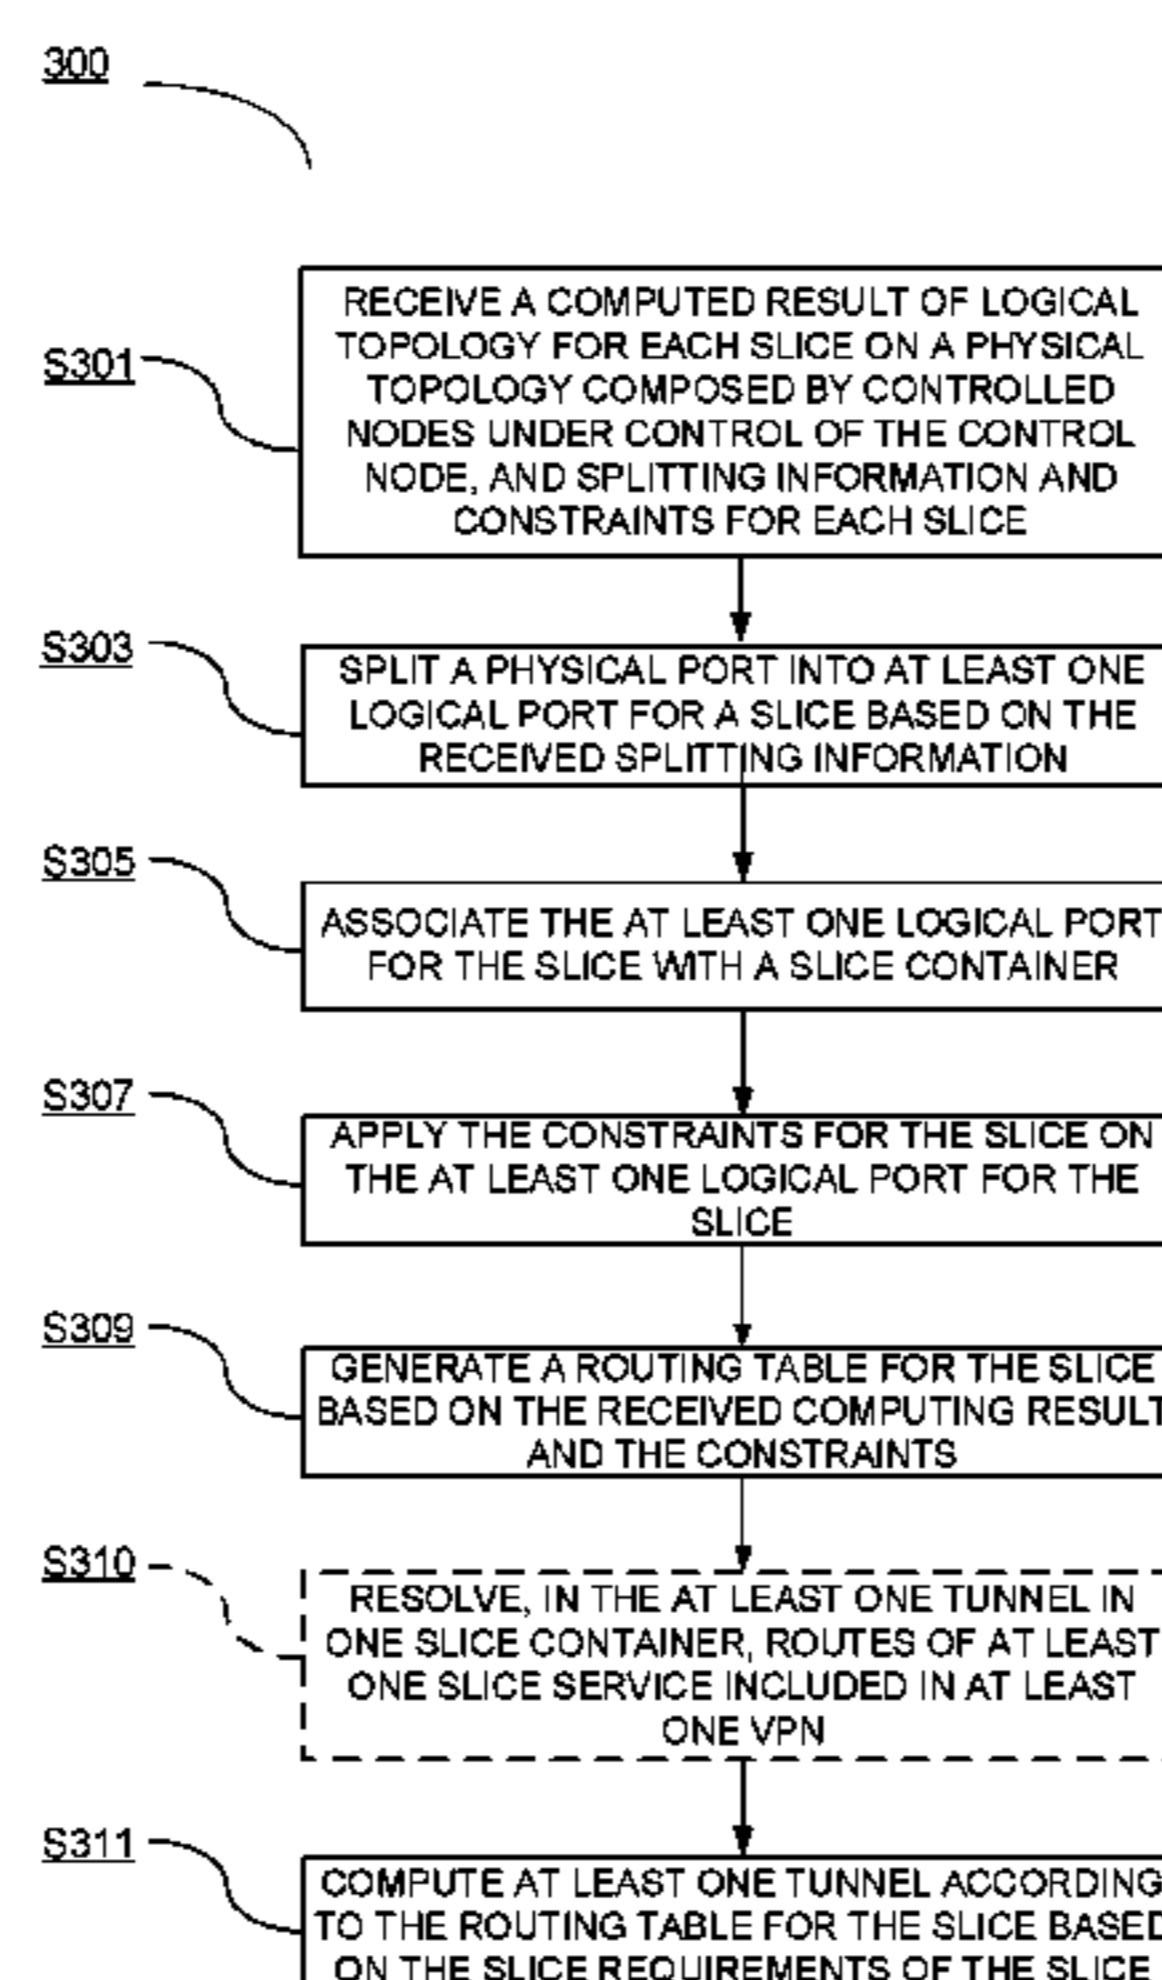 300
S301
RECEIVE A COMPUTED RESULT OF LOGICAL
TOPOLOGY FOR EACH SLICE ON A PHYSICAL
TOPOLOGY COMPOSED BY CONTROLLED
NODES UNDER CONTROL OF THE CONTROL
NODE, AND SPLITTING INFORMATION AND
CONSTRAINTS FOR EACH SLICE
S303
SPLIT A PHYSICAL PORT INTO AT LEAST ONE
LOGICAL PORT FOR A SLICE BASED ON THE
RECEIVED SPLITTING INFORMATION
S305
ASSOCIATE THE AT LEAST ONE LOGICAL PORT
FOR THE SLICE WITH A SLICE CONTAINER
S307
APPLY THE CONSTRAINTS FOR THE SLICE ON
THE AT LEAST ONE LOGICAL PORT FOR THE
SLICE
S309
GENERATE A ROUTING TABLE FOR THE SLICE
BASED ON THE RECEIVED COMPUTING RESULT
AND THE CONSTRAINTS
S310
RESOLVE, IN THE AT LEAST ONE TUNNEL IN
ONE SLICE CONTAINER, ROUTES OF AT LEAST
ONE SLICE SERVICE INCLUDED IN AT LEAST
ONE VPN
S311
COMPUTE AT LEAST ONE TUNNEL ACCORDING
TO THE ROUTING TABLE FOR THE SLICE BASED
ON THE SLICE REQUIREMENTS OF THE SLICE